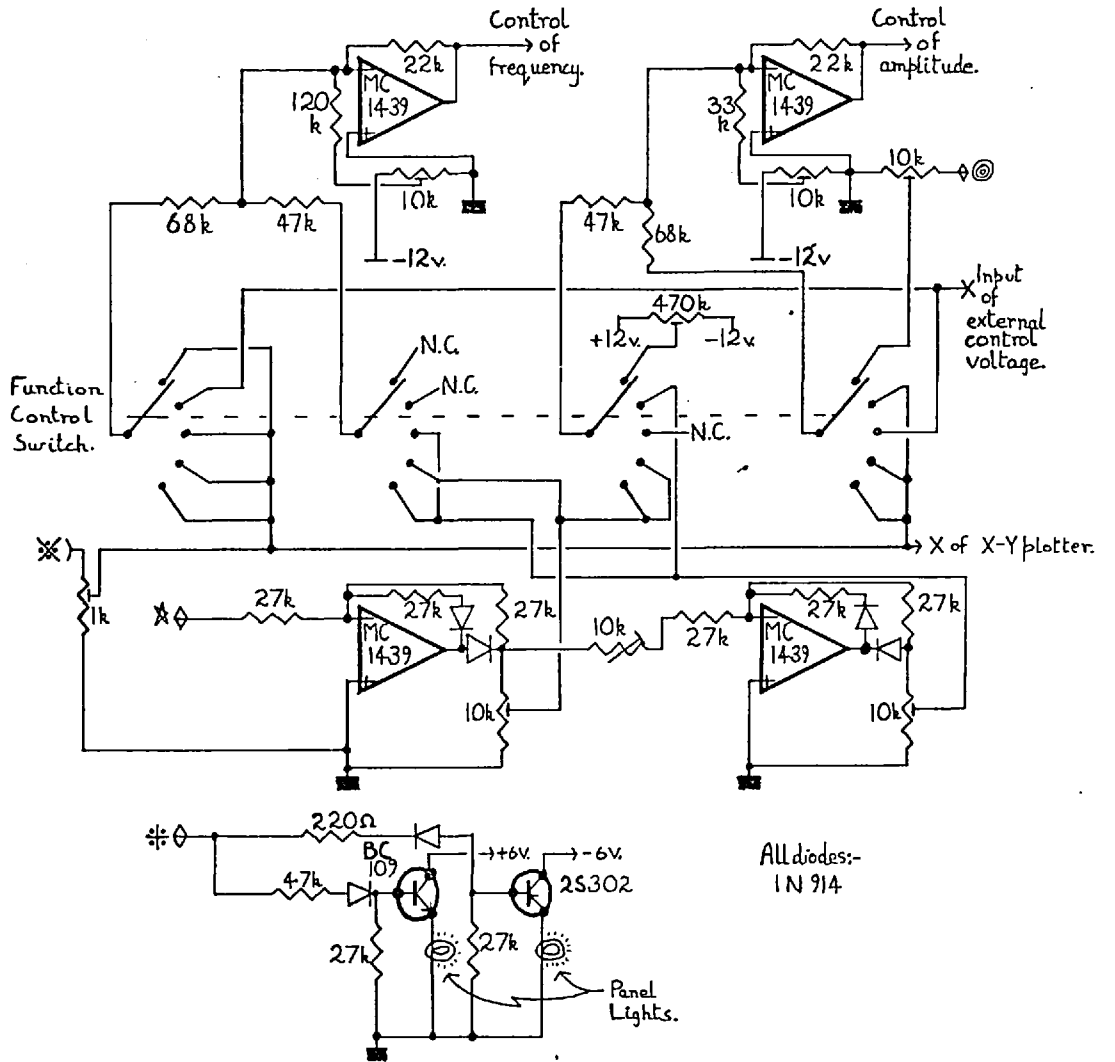 Control
of
frequency.
Control
of
amplitude.
22k
22k
MC
1439
MC
1439
120
k
33
k
10k
10k
10k
68k
47k
47k
68k
-12v.
-12v
470k
+12v.
-12v.
X Input
of
external
control
voltage.
N.C.
N.C.
N.C.
Function
Control
Switch.
X of X-Y plotter.
1k
27k
27k
27k
MC
1439
10k
10k
27k
27k
27k
MC
1439
10k
220Ω
BC
109
+6v.
-6v.
2S302
47k
27k
27k
All diodes:-
1N 914
Panel
Lights.